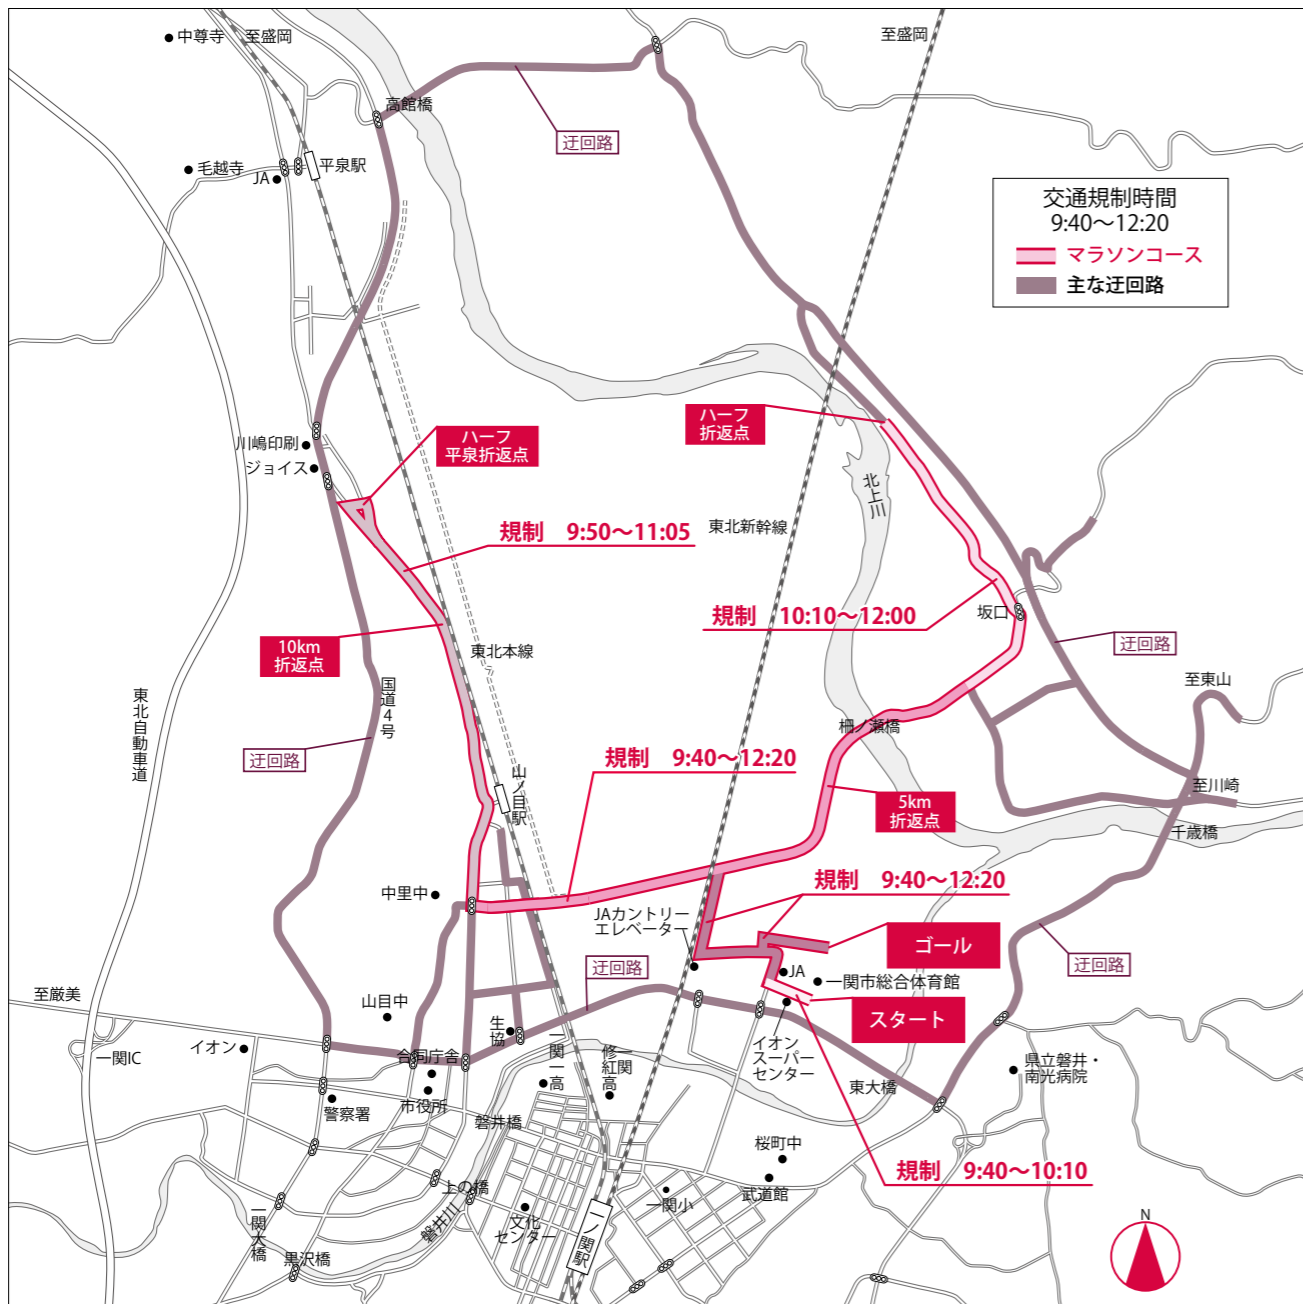 中尊寺
至盛岡
至盛岡
高館橋
迂回路
毛越寺
平泉駅
JA
交通規制時間
9:40〜12:20
マラソンコース
主な迂回路
川嶋印刷
ジョイス
ハーフ
平泉折返点
ハーフ
折返点
北上川
規制 9:50〜11:05
東北新幹線
規制 10:10〜12:00
坂口
迂回路
10km
折返点
東北本線
至東山
東北自動車道
国道4号
柵ノ瀬橋
迂回路
規制 9:40〜12:20
山ノ目駅
至川崎
5km
折返点
千歳橋
中里中
規制 9:40〜12:20
JAカントリー
エレベーター
ゴール
迂回路
迂回路
JA
一関市総合体育館
至厳美
山目中
スタート
生協
一関一高
修紅高
一関
イオン
スーパー
センター
一関IC
イオン
合同庁舎
県立磐井・
南光病院
東大橋
市役所
警察署
磐井橋
桜町中
規制 9:40〜10:10
上の橋
武道館
一関小
磐井川
文化
センター
一関大橋
一ノ関駅
黒沢橋
N